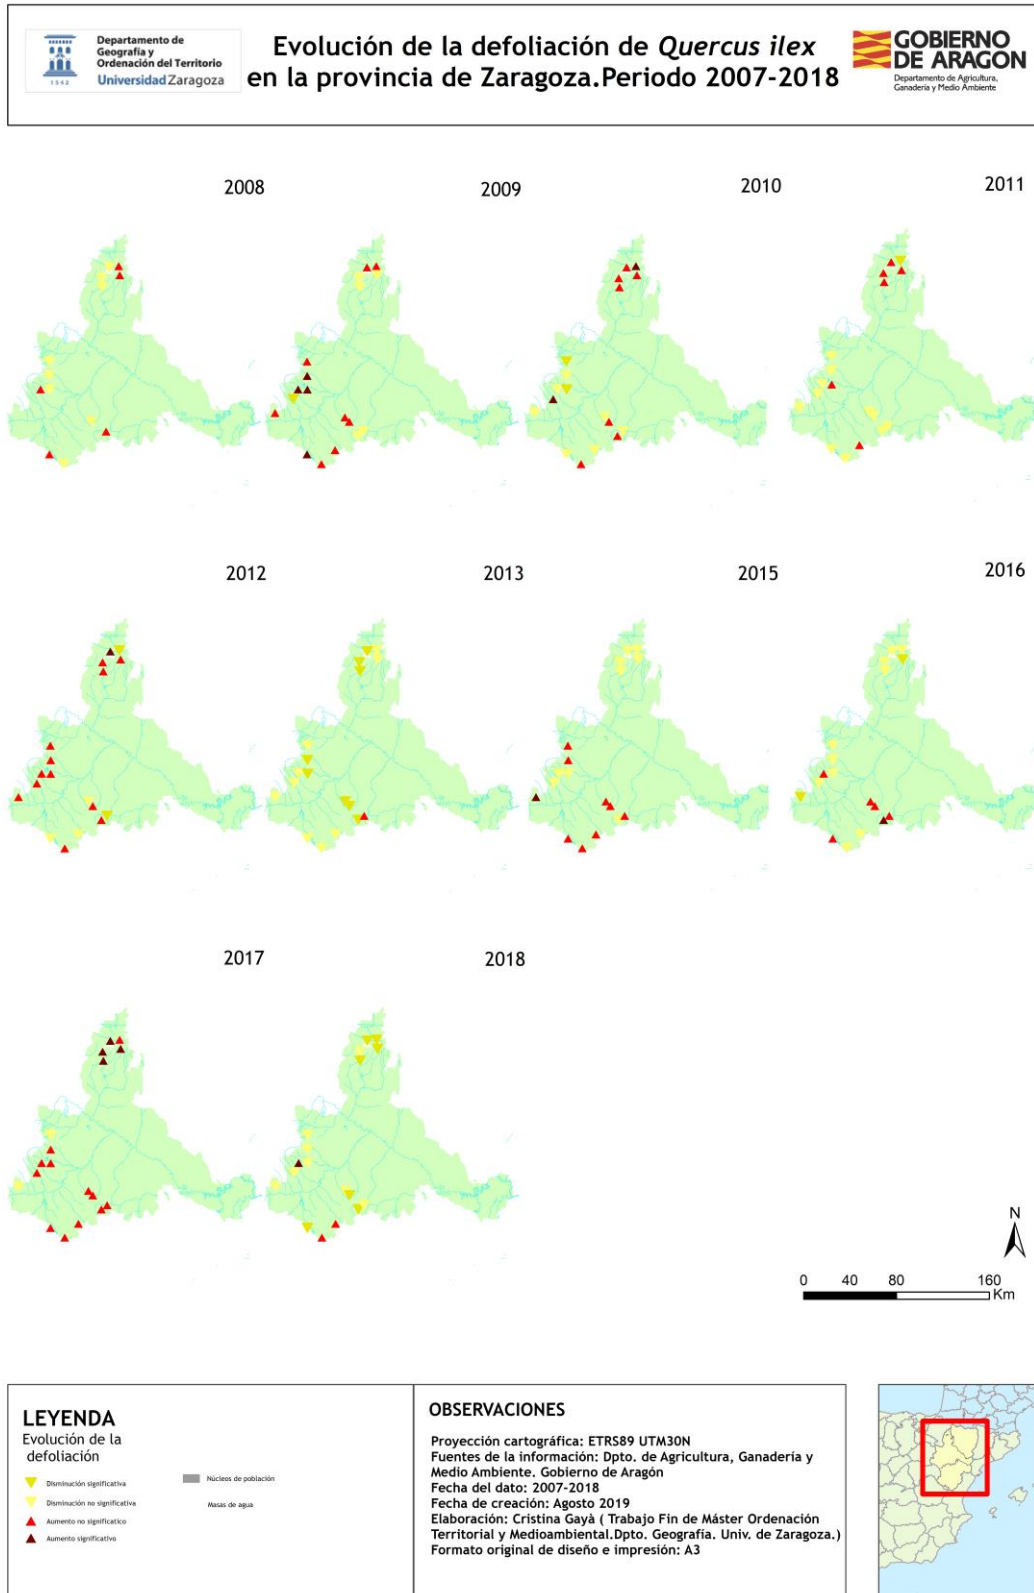 Departamento de
Geografía y
Ordenación del Territorio
Universidad Zaragoza
1542
Evolución de la defoliación de Quercus ilex
en la provincia de Zaragoza.Periodo 2007-2018
GOBIERNO
DE ARAGON
Departamento de Agricultura,
Ganadería y Medio Ambiente
2008
2009
2010
2011
2012
2013
2015
2016
2017
2018
N
0 40 80 160
Km
LEYENDA
Evolución de la
defoliación
Disminución significativa
Disminución no significativa
Aumento no significatico
Aumento significativo
Núcleos de población
Masas de agua
OBSERVACIONES
Proyección cartográfica: ETRS89 UTM30N
Fuentes de la información: Dpto. de Agricultura, Ganadería y
Medio Ambiente. Gobierno de Aragón
Fecha del dato: 2007-2018
Fecha de creación: Agosto 2019
Elaboración: Cristina Gayà ( Trabajo Fin de Máster Ordenación
Territorial y Medioambiental.Dpto. Geografía. Univ. de Zaragoza.)
Formato original de diseño e impresión: A3